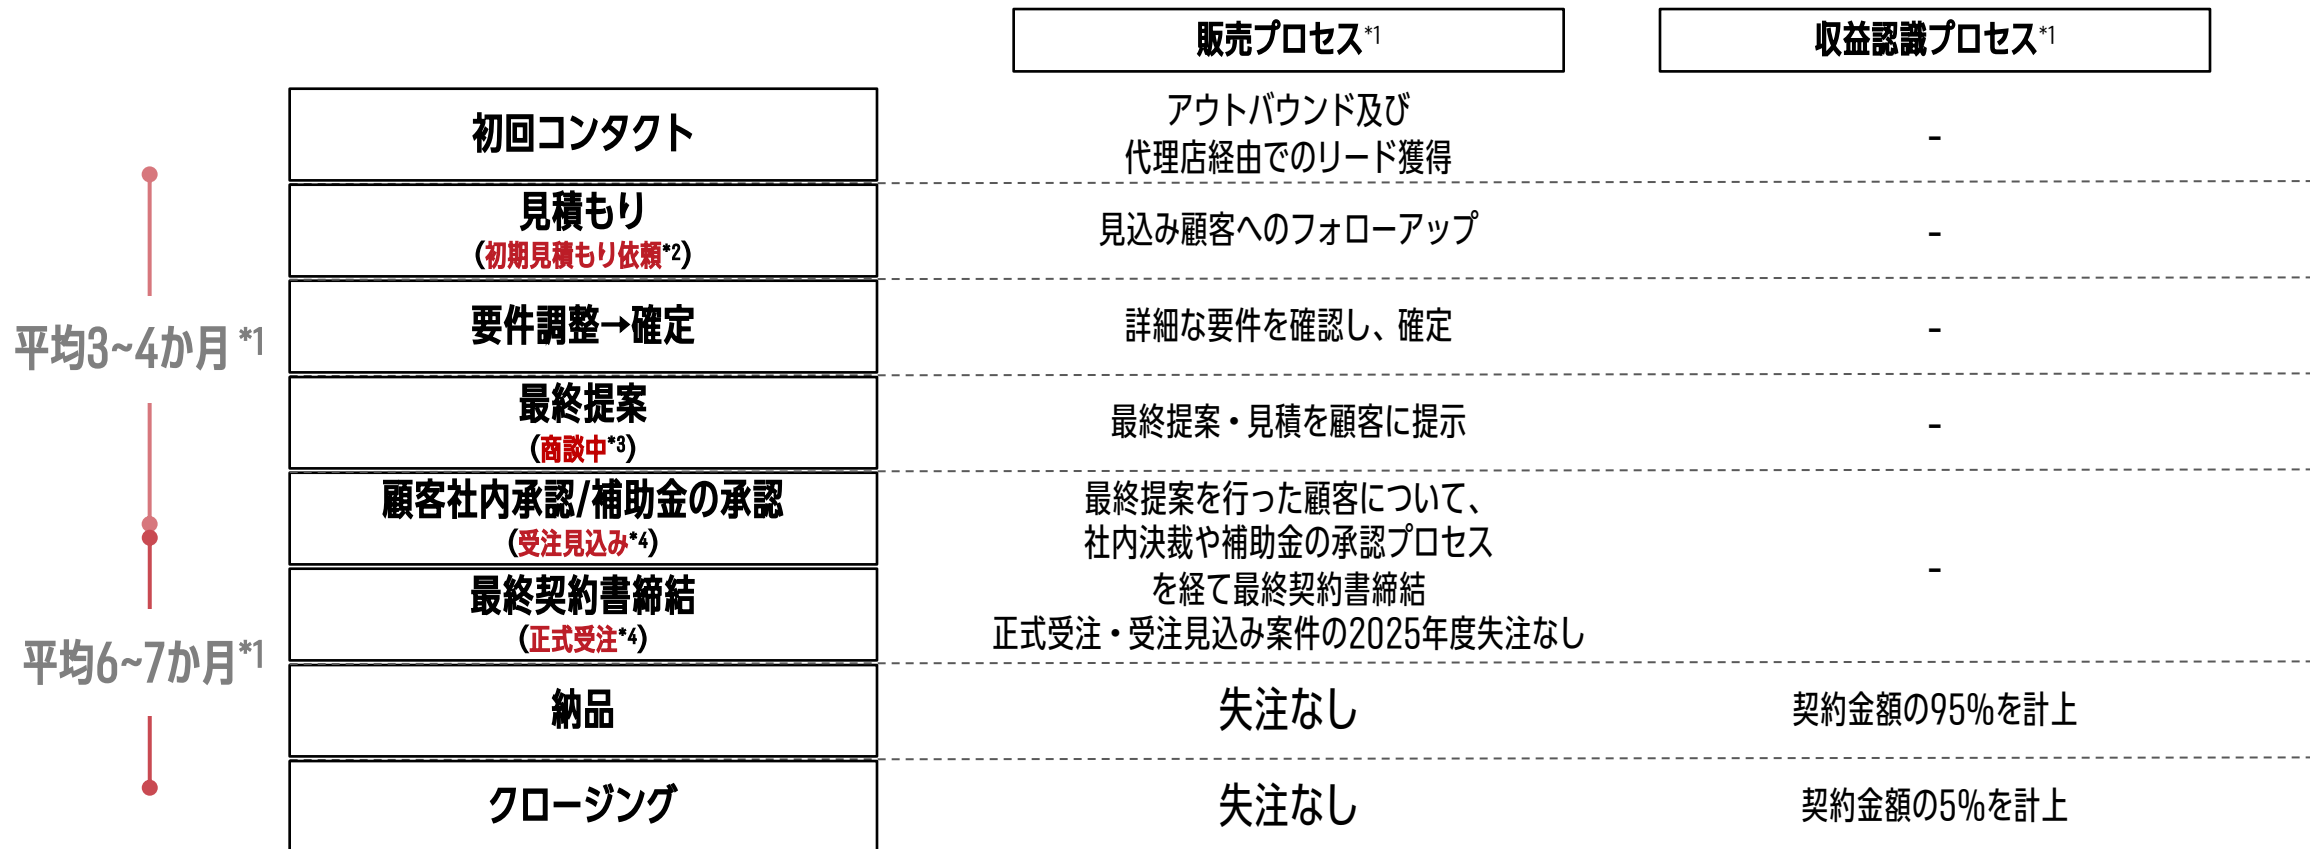 販売プロセス*1
収益認識プロセス*1
初回コンタクト
アウトバウンド及び
代理店経由でのリード獲得
-
見積もり
(初期見積もり依頼*2)
見込み顧客へのフォローアップ
-
要件調整→確定
詳細な要件を確認し、確定
-
平均3~4か月*1
最終提案
(商談中*3)
最終提案・見積を顧客に提示
-
顧客社内承認/補助金の承認
(受注見込み*4)
最終提案を行った顧客について、
社内決裁や補助金の承認プロセス
を経て最終契約書締結
正式受注・受注見込み案件の2025年度失注なし
-
最終契約書締結
(正式受注*4)
平均6~7か月*1
納品
失注なし
契約金額の95%を計上
クロージング
失注なし
契約金額の5%を計上